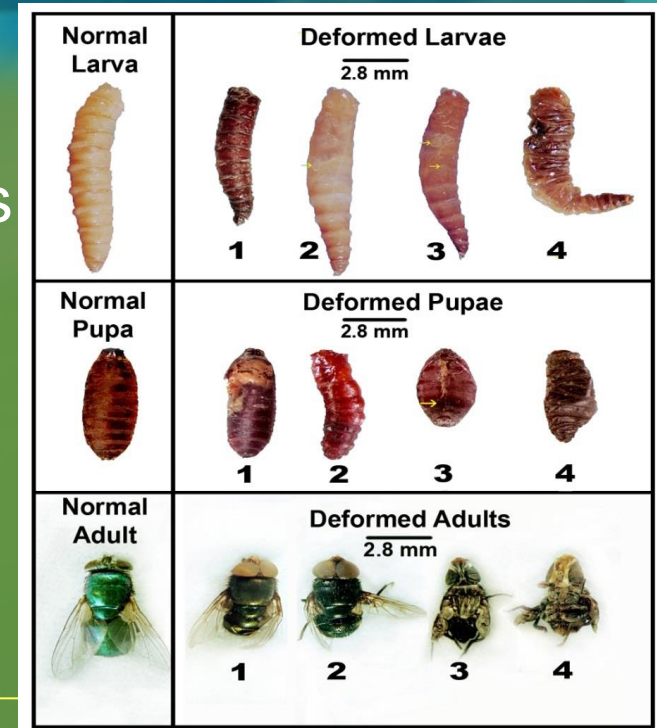 s
Normal
Larva
Deformed Larvae
2.8 mm
1 2 3 4
Normal
Pupa
Deformed Pupae
2.8 mm
1 2 3 4
Normal
Adult
Deformed Adults
2.8 mm
1 2 3 4